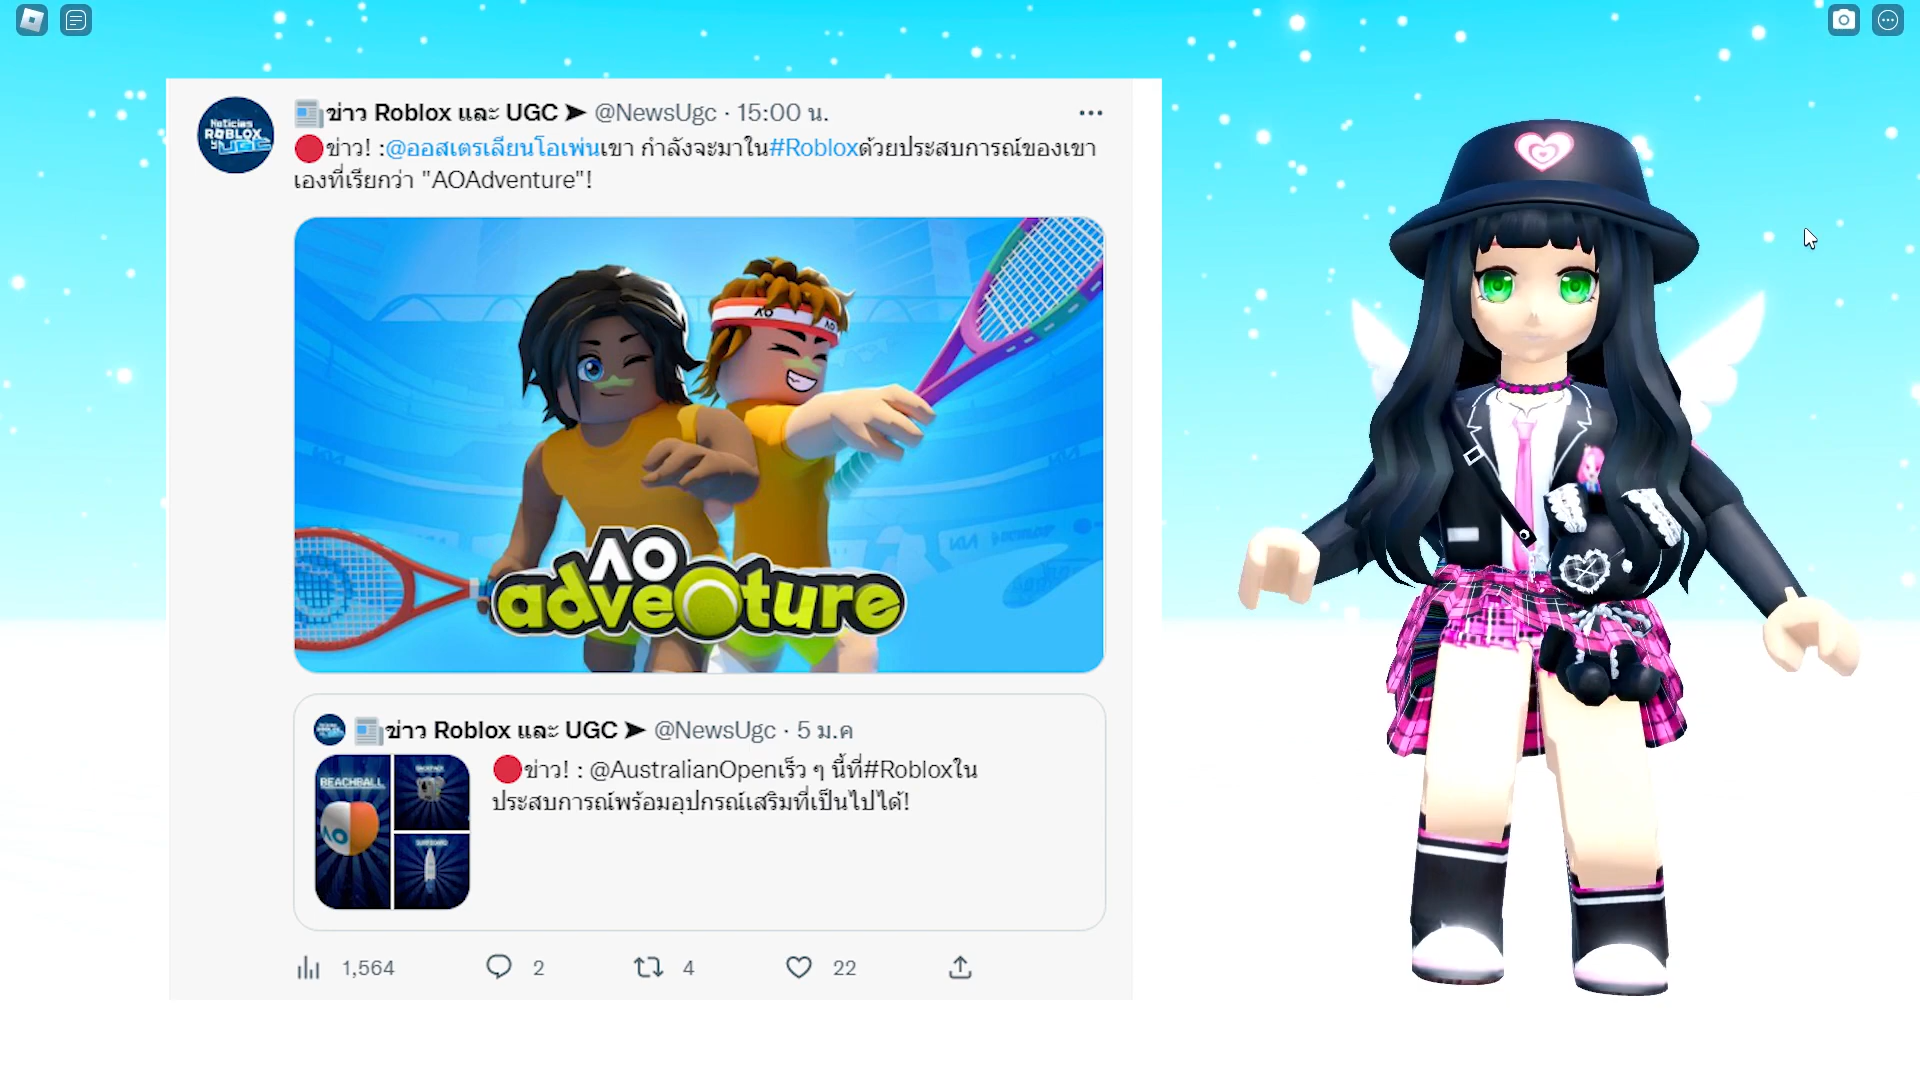 Noticias
ROBLOX
y UGC
ข่าว Roblox และ UGC ➤ @NewsUgc · 15:00 น.
ข่าว! :@ออสเตรเลียนโอเพ่นเขา กำลังจะมาใน#Robloxด้วยประสบการณ์ของเขา
เองที่เรียกว่า "AOAdventure"!
AO
AO
AO
adventure
ข่าว Roblox และ UGC ➤ @NewsUgc · 5 ม.ค
ข่าว! : @AustralianOpenเร็ว ๆ นี้ที่#Robloxใน
ประสบการณ์พร้อมอุปกรณ์เสริมที่เป็นไปได้!
BEACHBALL
BACKPACK
SURFBOARD
AO
1,564 2 4 22